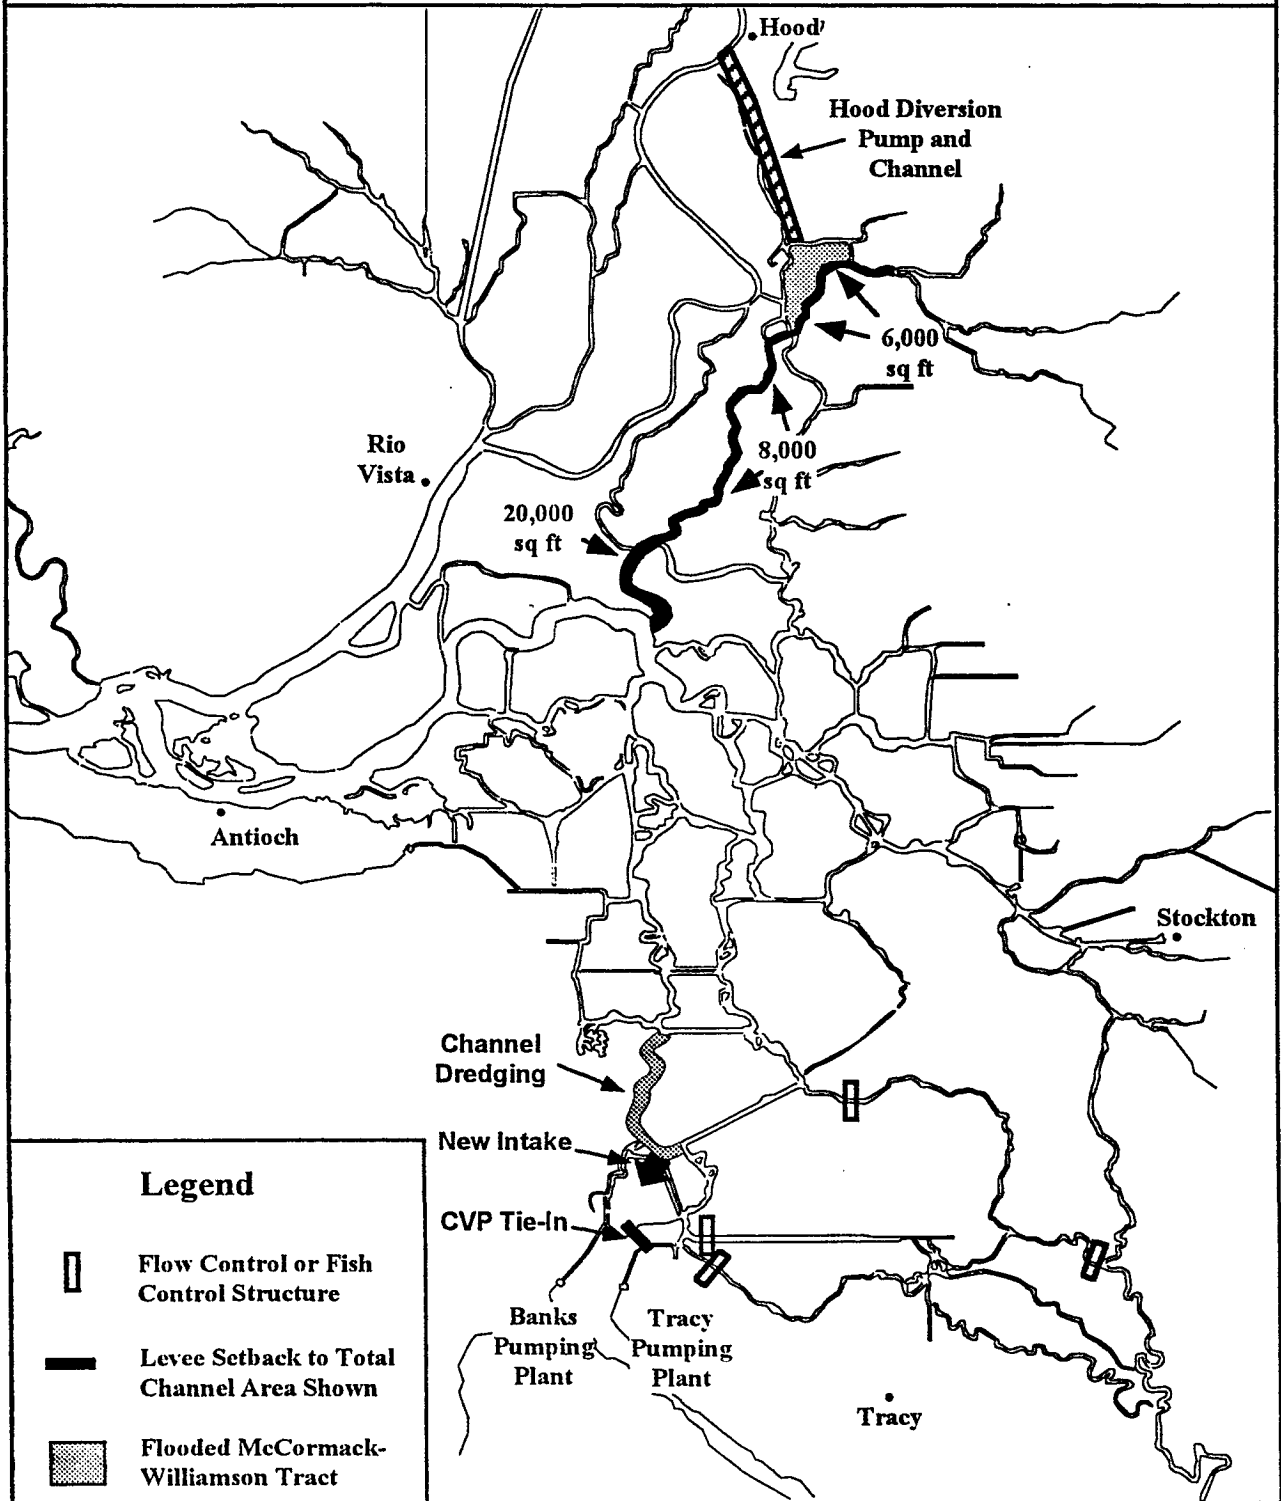 Hood
Hood Diversion
Pump and
Channel
6,000
sq ft
8,000
sq ft
Rio
Vista
20,000
sq ft
Antioch
Stockton
Channel
Dredging
New Intake
CVP Tie-In
Banks
Pumping
Plant
Tracy
Pumping
Plant
Tracy
Legend
Flow Control or Fish
Control Structure
Levee Setback to Total
Channel Area Shown
Flooded McCormack-
Williamson Tract